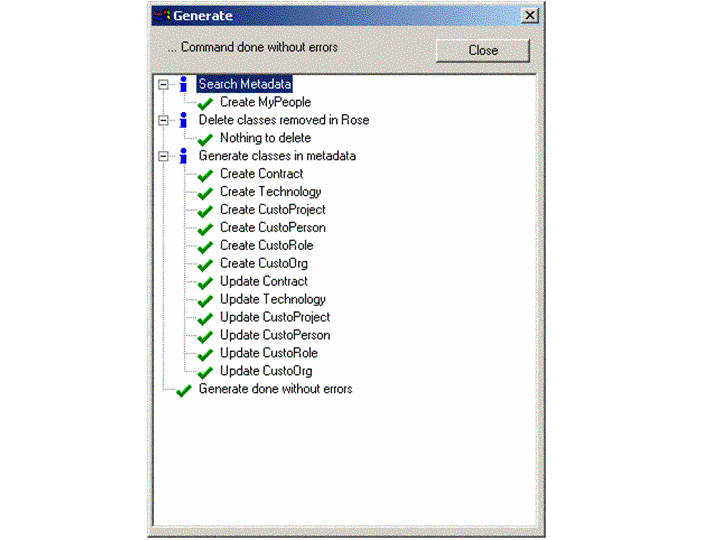 Generate
... Command done without errors
Close
Search Metadata
Create MyPeople
Delete classes removed in Rose
Nothing to delete
Generate classes in metadata
Create Contract
Create Technology
Create CustoProject
Create CustoPerson
Create CustoRole
Create CustoOrg
Update Contract
Update Technology
Update CustoProject
Update CustoPerson
Update CustoRole
Update CustoOrg
Generate done without errors